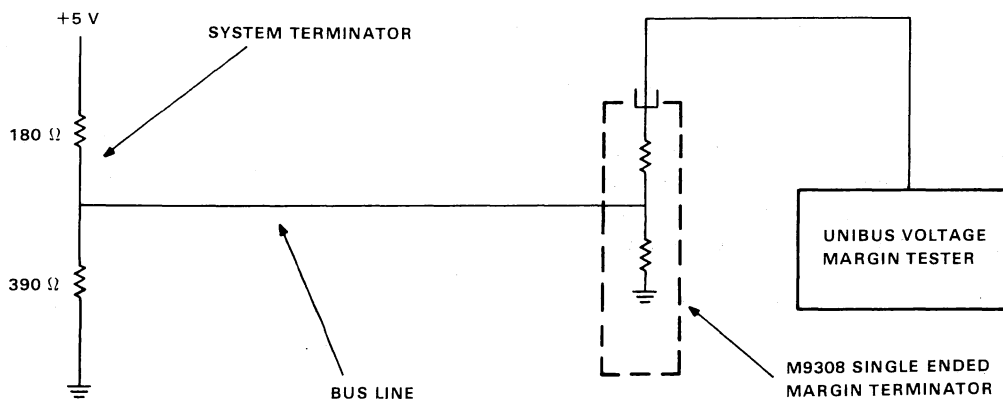 +5 V
SYSTEM TERMINATOR
180 Ω
390 Ω
BUS LINE
UNIBUS VOLTAGE
MARGIN TESTER
M9308 SINGLE ENDED
MARGIN TERMINATOR